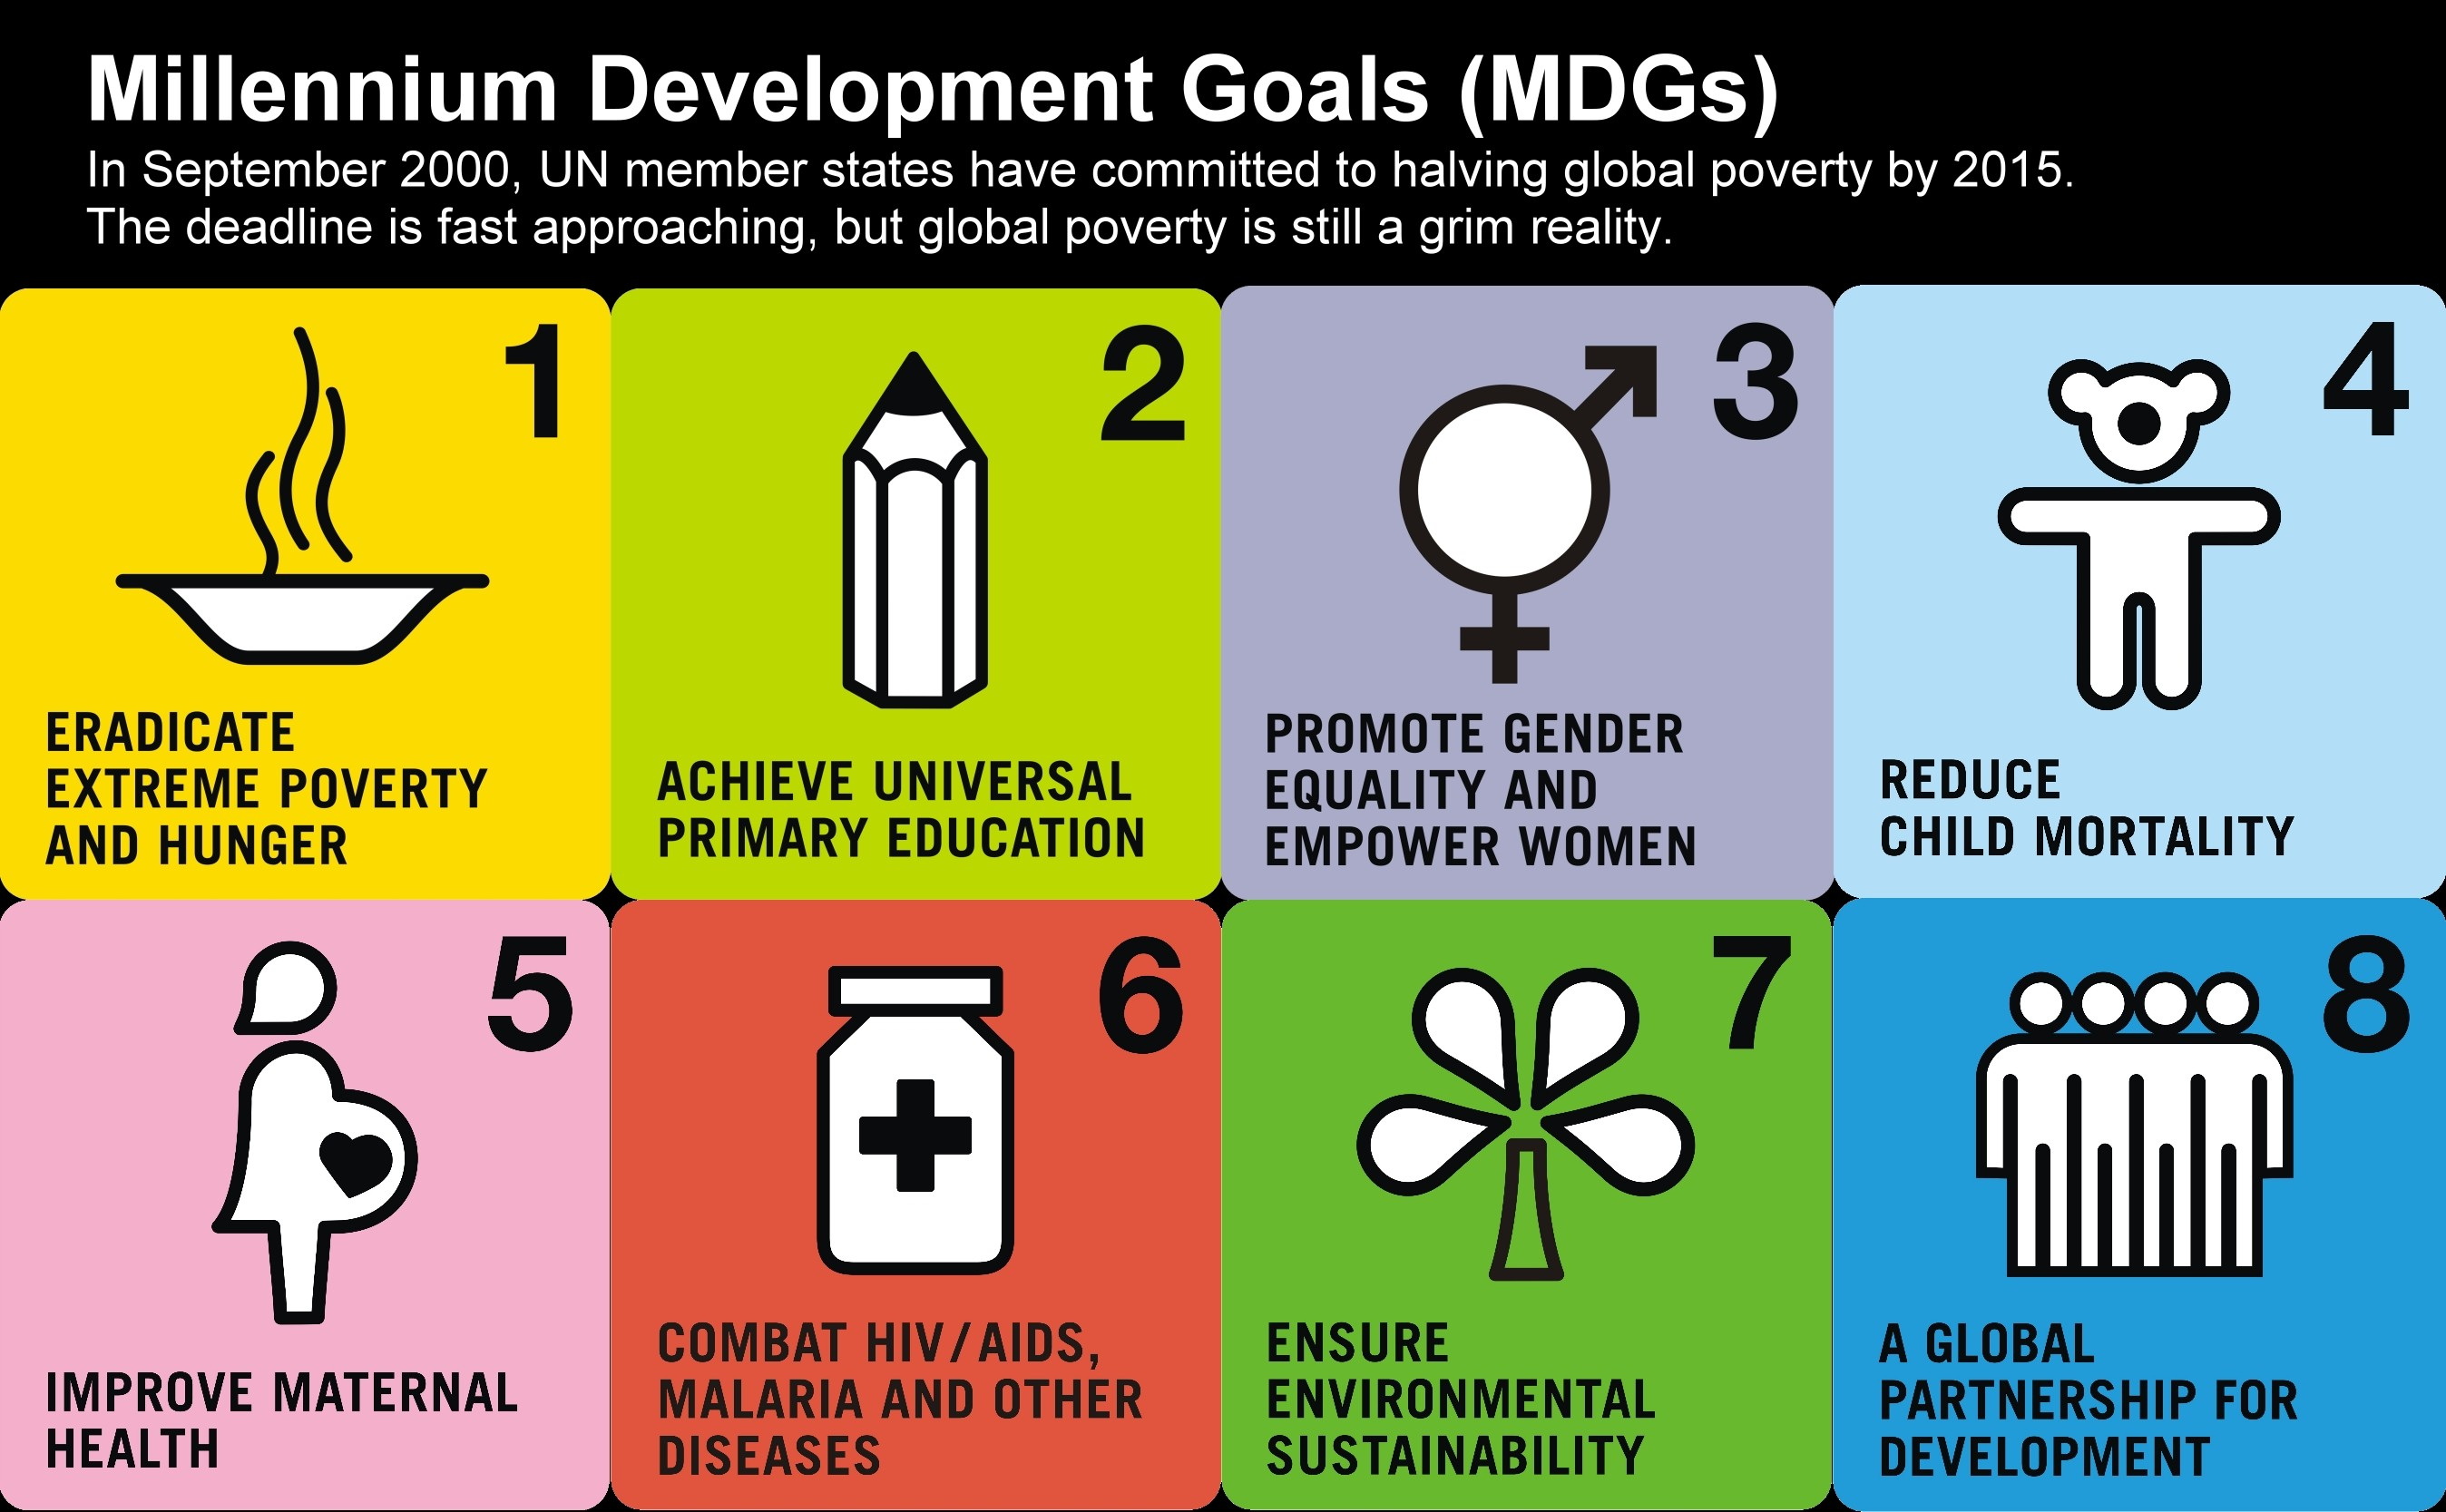 Millennium Development Goals (MDGs)
In September 2000, UN member states have committed to halving global poverty by 2015.
The deadline is fast approaching, but global poverty is still a grim reality.
1
ERADICATE
EXTREME POVERTY
AND HUNGER
2
ACHIEVE UNIVERSAL
PRIMARY EDUCATION
3
PROMOTE GENDER
EQUALITY AND
EMPOWER WOMEN
4
REDUCE
CHILD MORTALITY
5
IMPROVE MATERNAL
HEALTH
6
COMBAT HIV/AIDS,
MALARIA AND OTHER
DISEASES
7
ENSURE
ENVIRONMENTAL
SUSTAINABILITY
8
A GLOBAL
PARTNERSHIP FOR
DEVELOPMENT